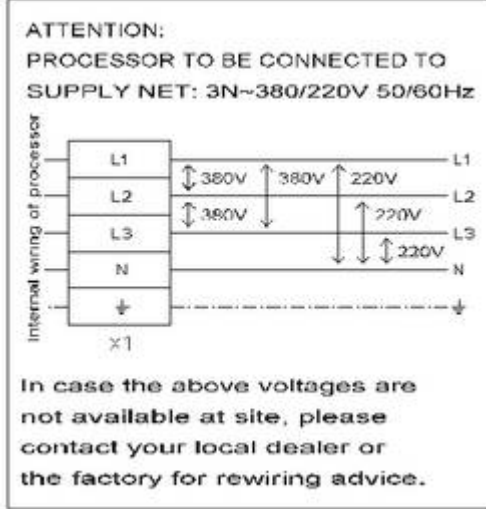 ATTENTION:
PROCESSOR TO BE CONNECTED TO
SUPPLY NET: 3N~380/220V 50/60Hz
Internal wiring of processor
L1 380V 380V 220V L1
L2 380V 220V L2
L3 220V L3
N N
X1
In case the above voltages are
not available at site, please
contact your local dealer or
the factory for rewiring advice.